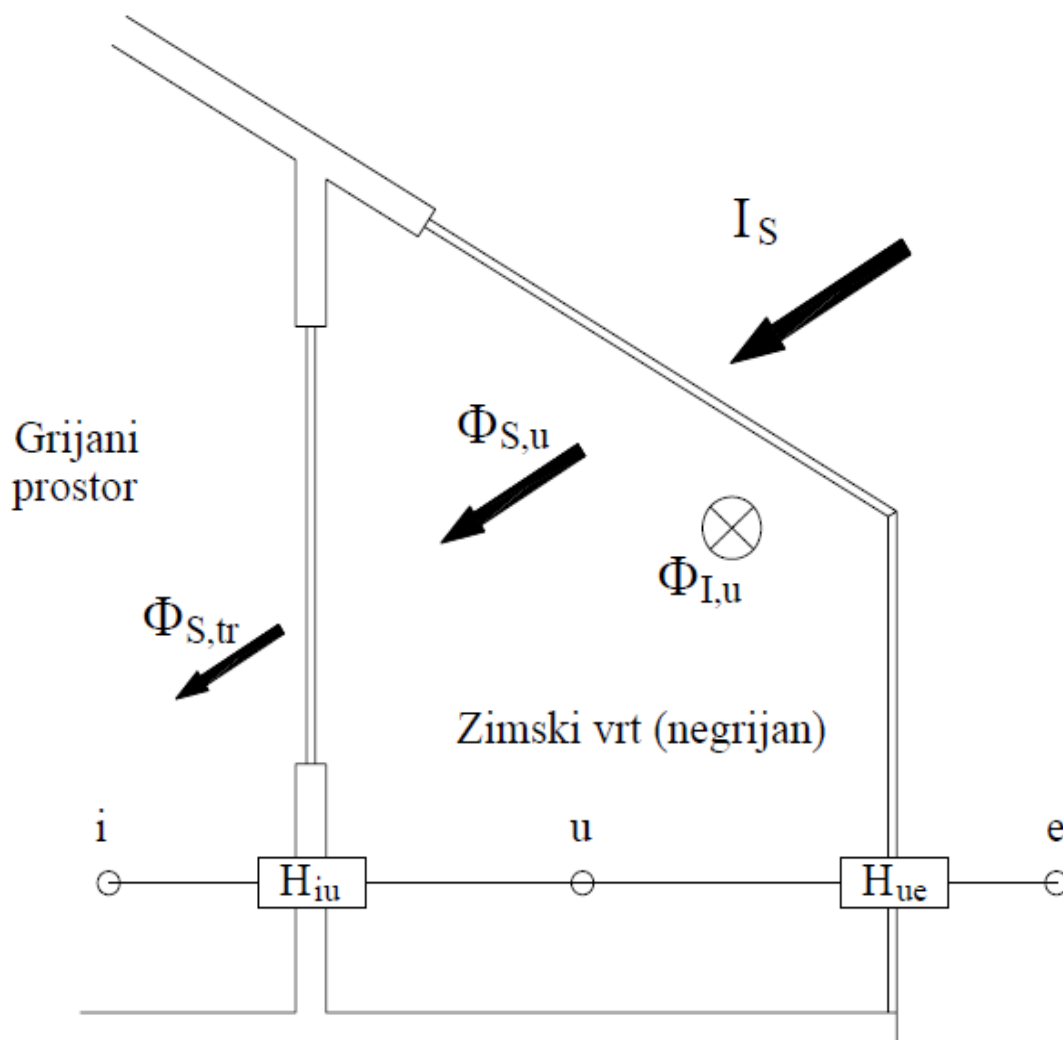 I_S
Grijani
prostor
Φ_S,u
Φ_I,u
Φ_S,tr
Zimski vrt (negrijan)
i u e
H_iu H_ue